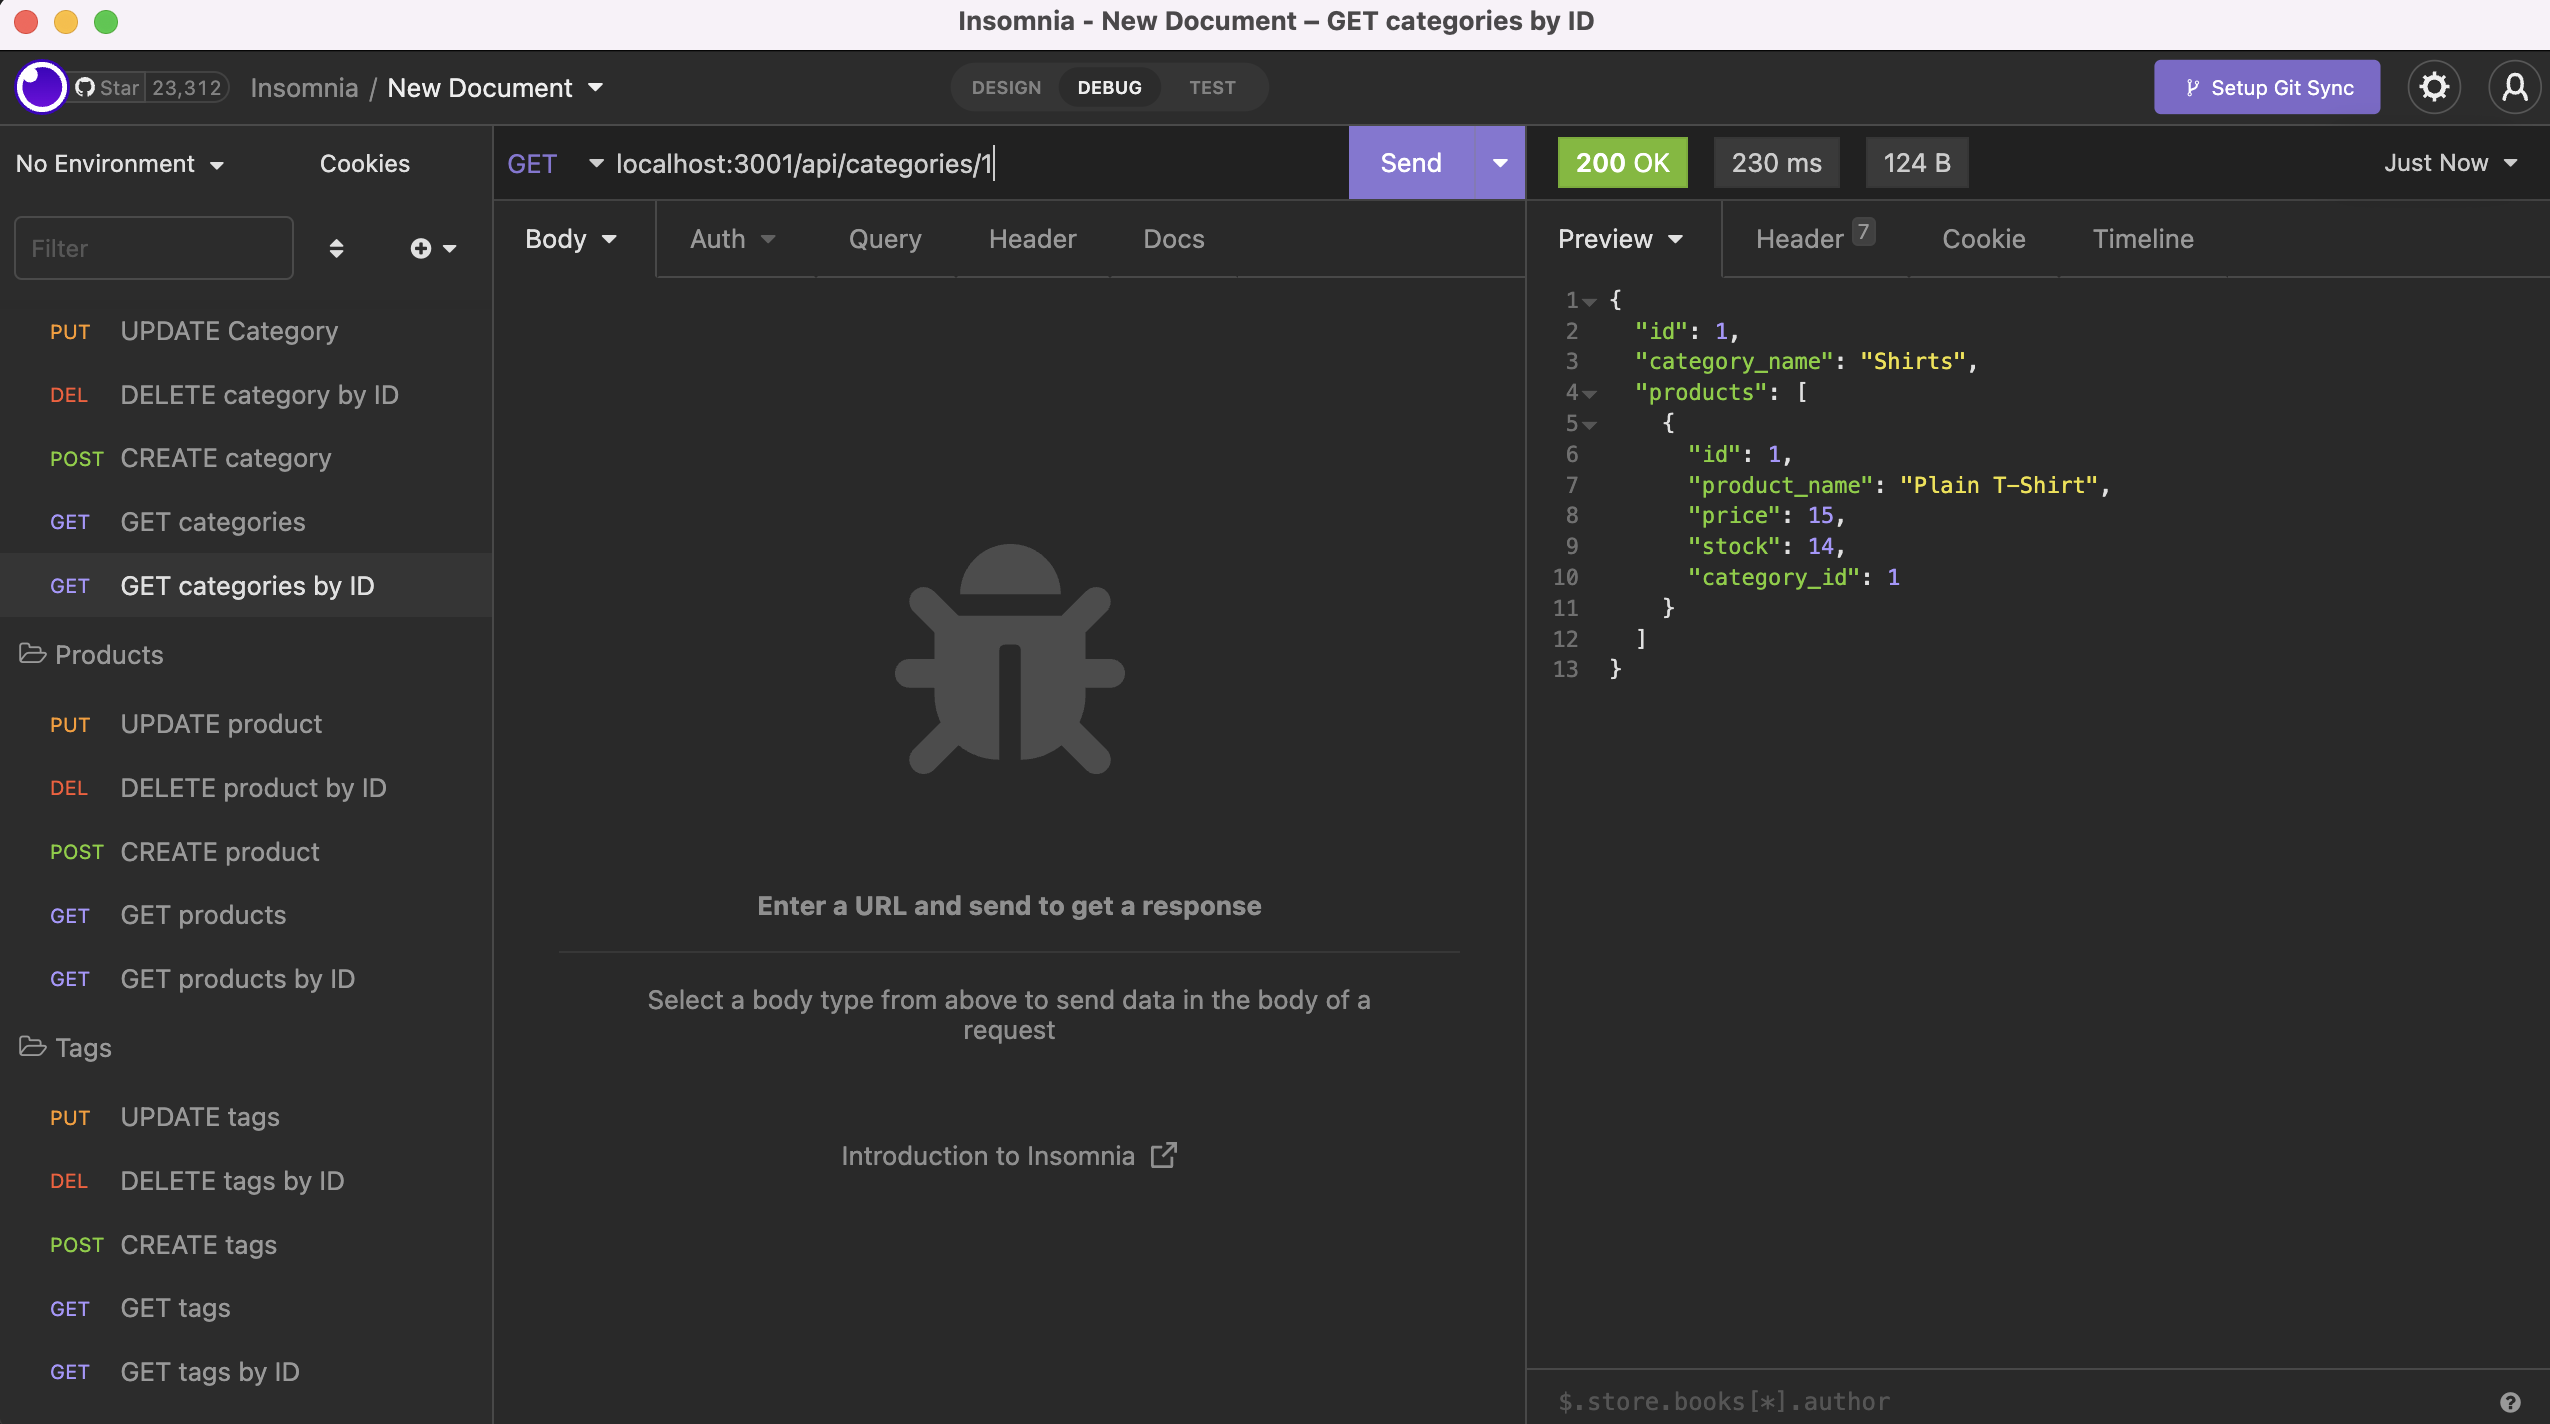 Insomnia - New Document – GET categories by ID
Star 23,312 Insomnia / New Document
DESIGN DEBUG TEST
Setup Git Sync
No Environment Cookies
Filter
PUT UPDATE Category
DEL DELETE category by ID
POST CREATE category
GET GET categories
GET GET categories by ID
Products
PUT UPDATE product
DEL DELETE product by ID
POST CREATE product
GET GET products
GET GET products by ID
Tags
PUT UPDATE tags
DEL DELETE tags by ID
POST CREATE tags
GET GET tags
GET GET tags by ID
GET localhost:3001/api/categories/1 Send
Body Auth Query Header Docs
Enter a URL and send to get a response
Select a body type from above to send data in the body of a
request
Introduction to Insomnia
200 OK 230 ms 124 B Just Now
Preview Header 7 Cookie Timeline
1 {
2 "id": 1,
3 "category_name": "Shirts",
4 "products": [
5 {
6 "id": 1,
7 "product_name": "Plain T-Shirt",
8 "price": 15,
9 "stock": 14,
10 "category_id": 1
11 }
12 ]
13 }
$.store.books[*].author